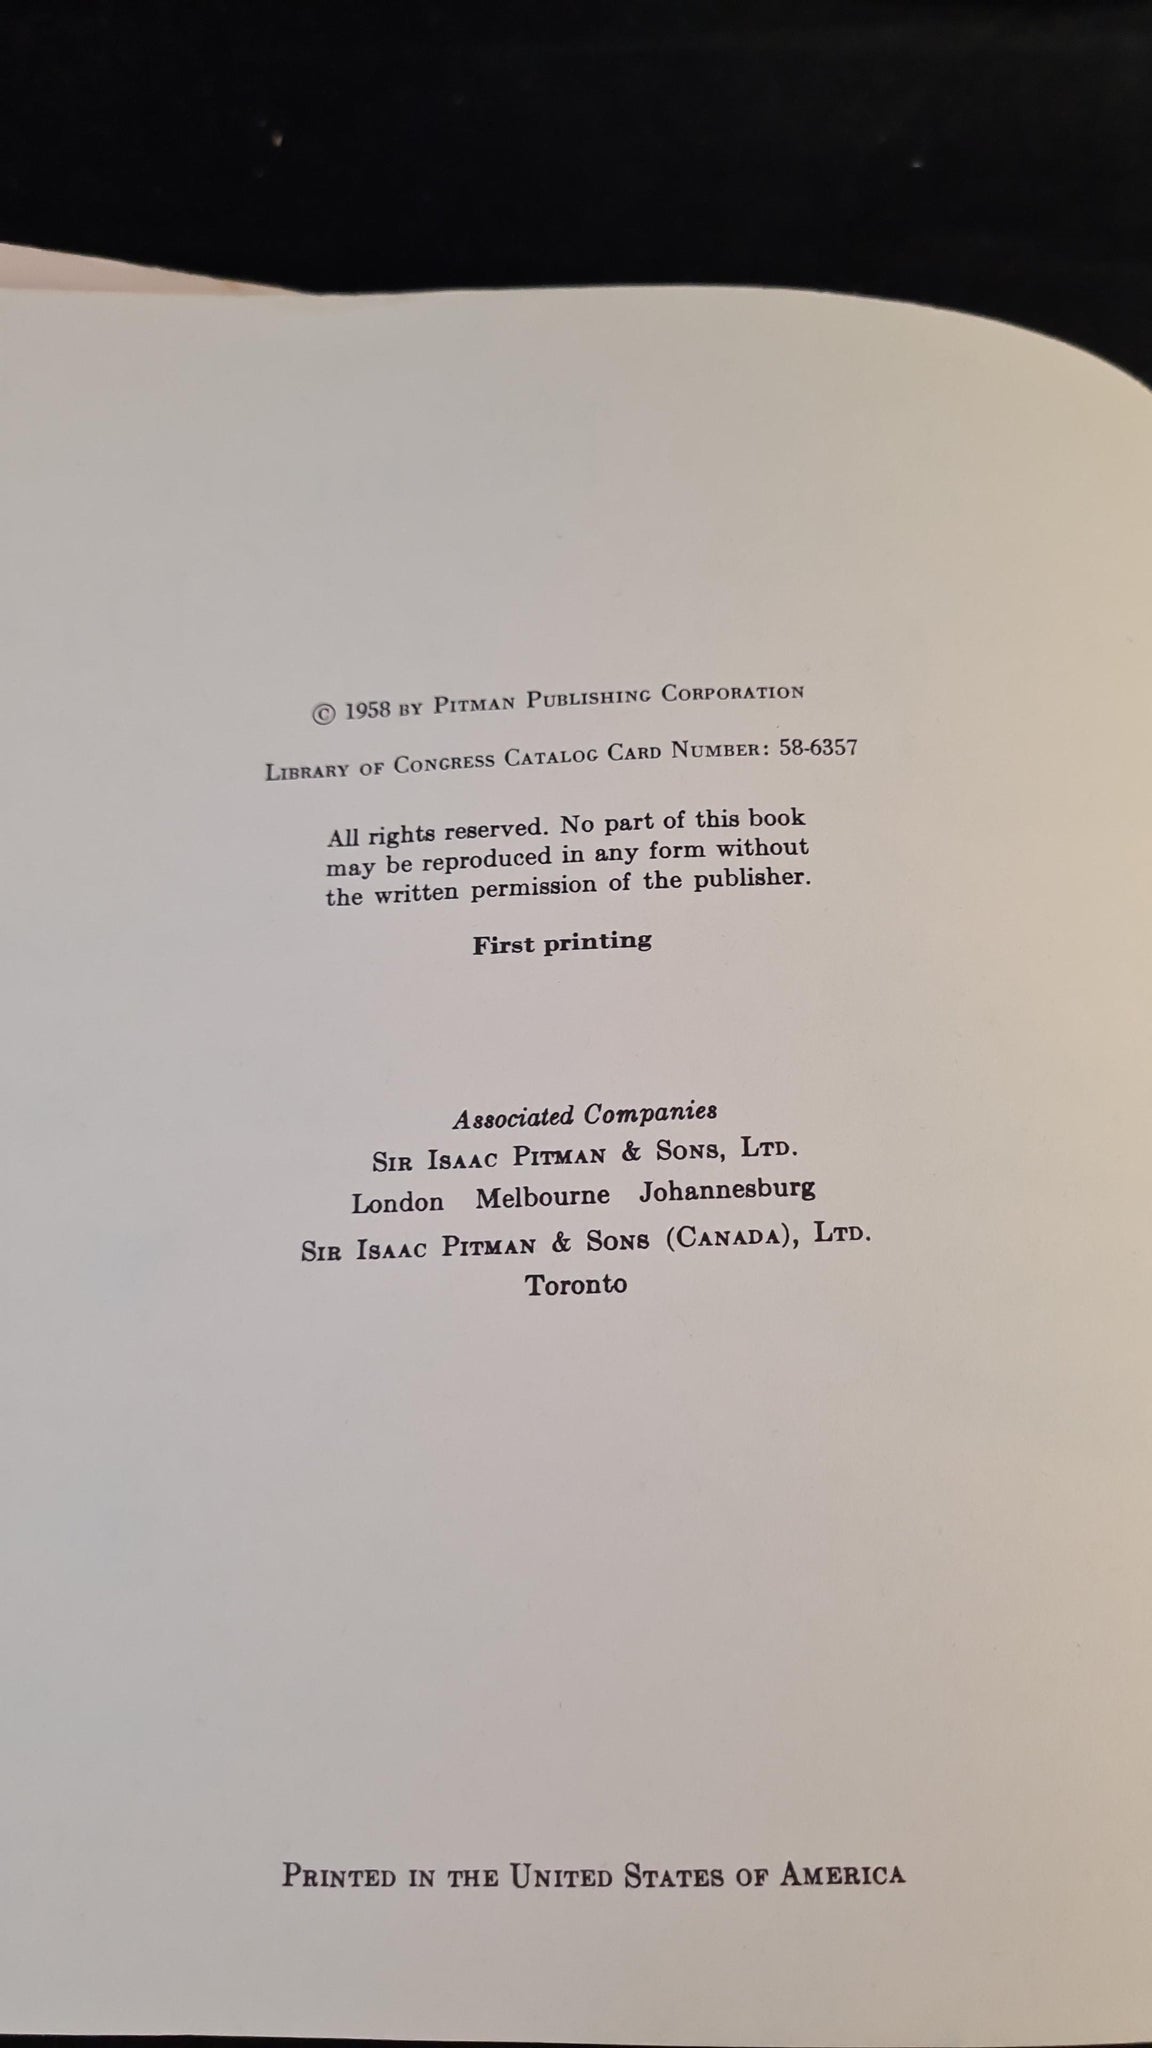 © 1958 by Pitman Publishing Corporation
Library of Congress Catalog Card Number: 58-6357
All rights reserved. No part of this book
may be reproduced in any form without
the written permission of the publisher.
First printing
Associated Companies
Sir Isaac Pitman & Sons, Ltd.
London Melbourne Johannesburg
Sir Isaac Pitman & Sons (Canada), Ltd.
Toronto
Printed in the United States of America